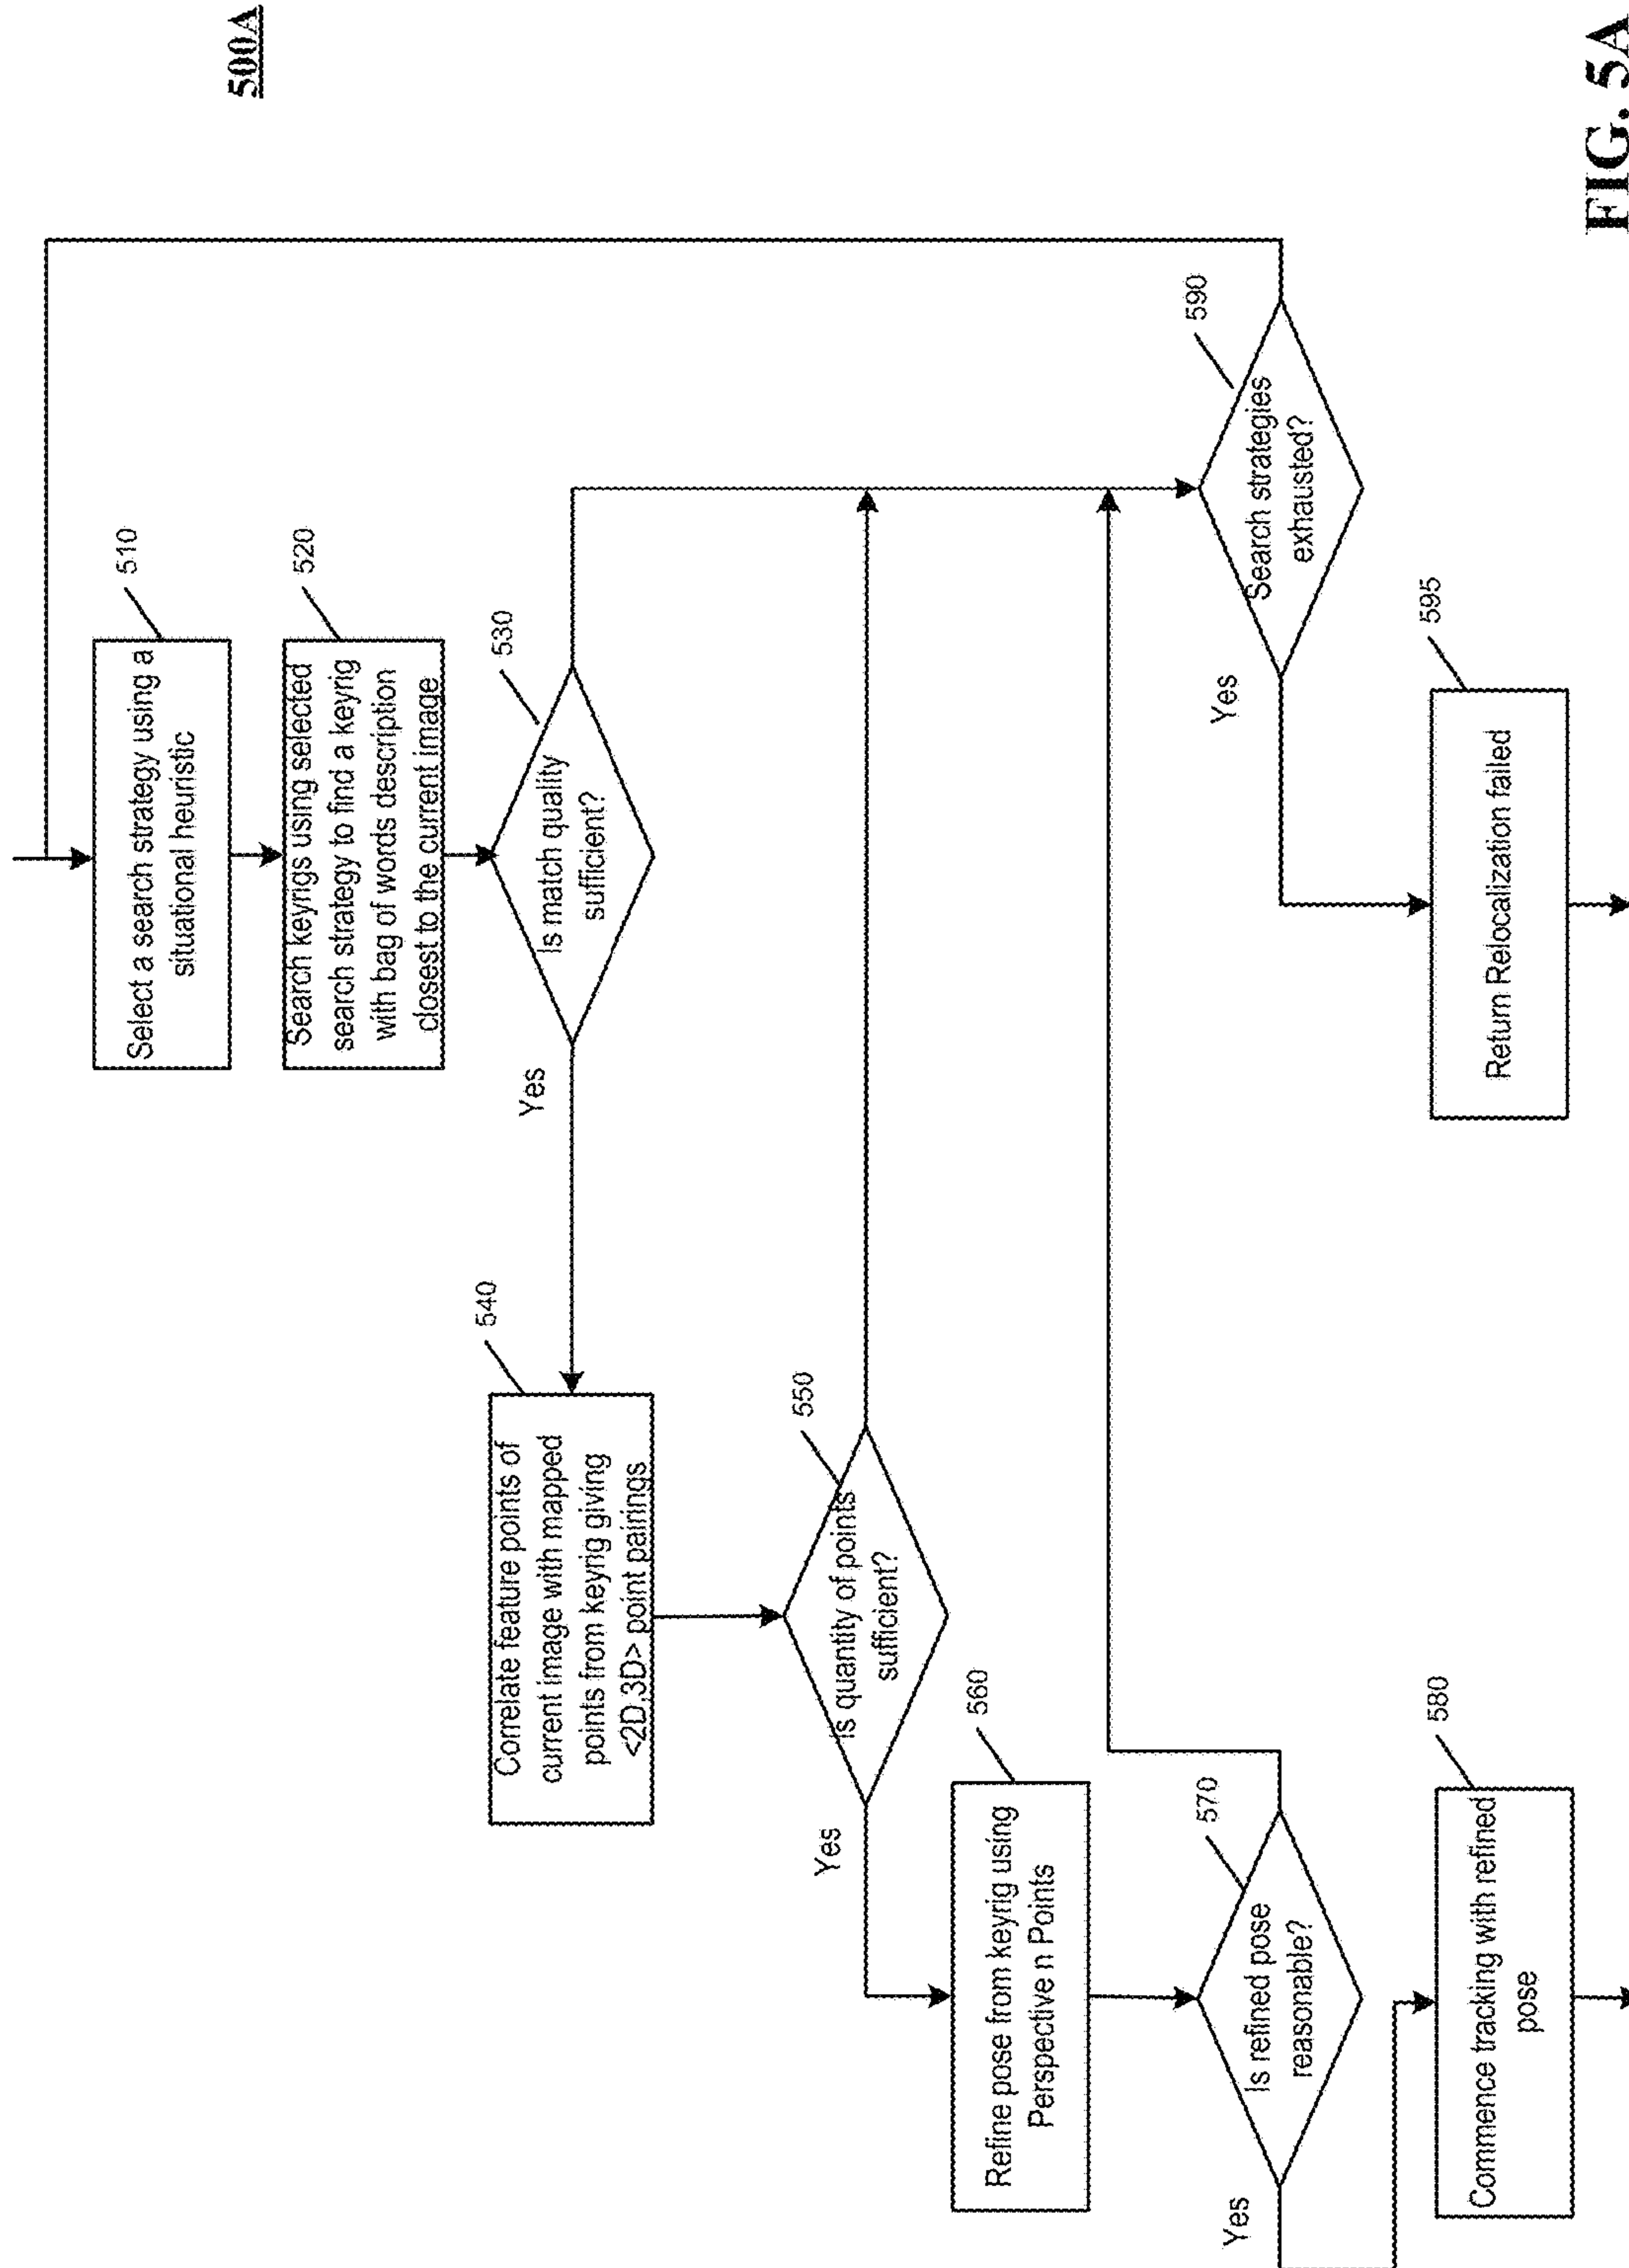 500A
510
Select a search strategy using a
situational heuristic
520
Search keyrigs using selected
search strategy to find a keyrig
with bag of words description
closest to the current image
530
Is match quality
sufficient?
Yes
540
Correlate feature points of
current image with mapped
points from keyrig giving
<2D,3D> point pairings
550
Is quantity of points
sufficient?
Yes
560
Refine pose from keyrig using
Perspective n Points
570
Is refined pose
reasonable?
Yes
580
Commence tracking with refined
pose
590
Search strategies
exhausted?
Yes
595
Return Relocalization failed
FIG. 5A